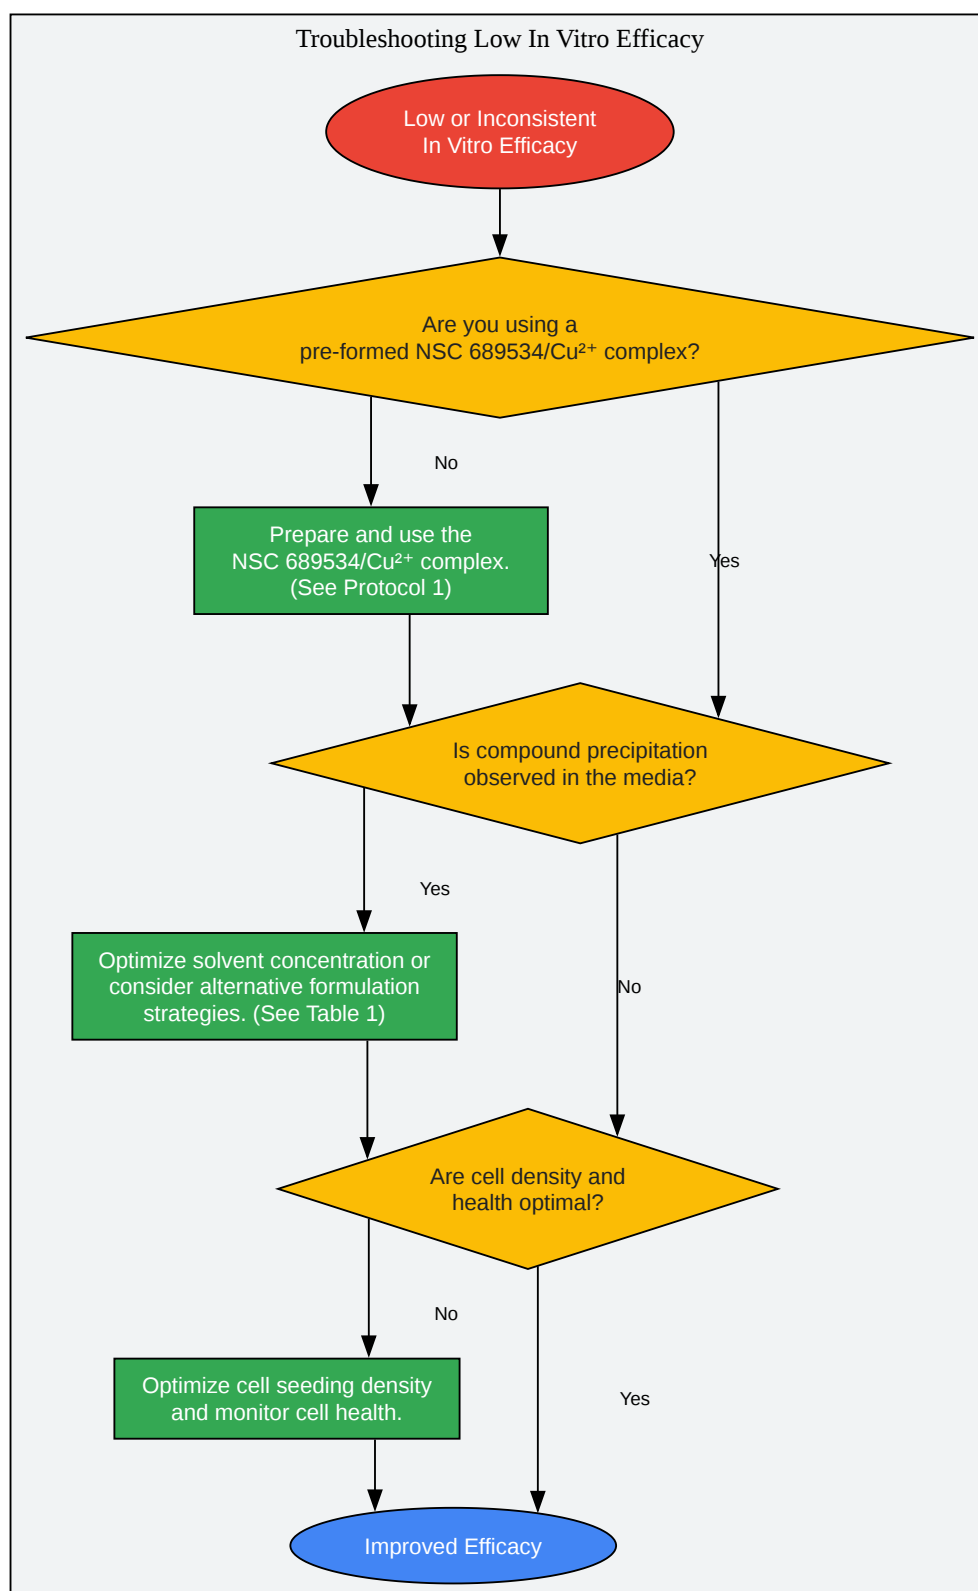 Troubleshooting Low In Vitro Efficacy
Low or Inconsistent
In Vitro Efficacy
Are you using a
pre-formed NSC 689534/Cu²⁺ complex?
No
Yes
Prepare and use the
NSC 689534/Cu²⁺ complex.
(See Protocol 1)
Is compound precipitation
observed in the media?
Yes
No
Optimize solvent concentration or
consider alternative formulation
strategies. (See Table 1)
Are cell density and
health optimal?
No
Yes
Optimize cell seeding density
and monitor cell health.
Improved Efficacy